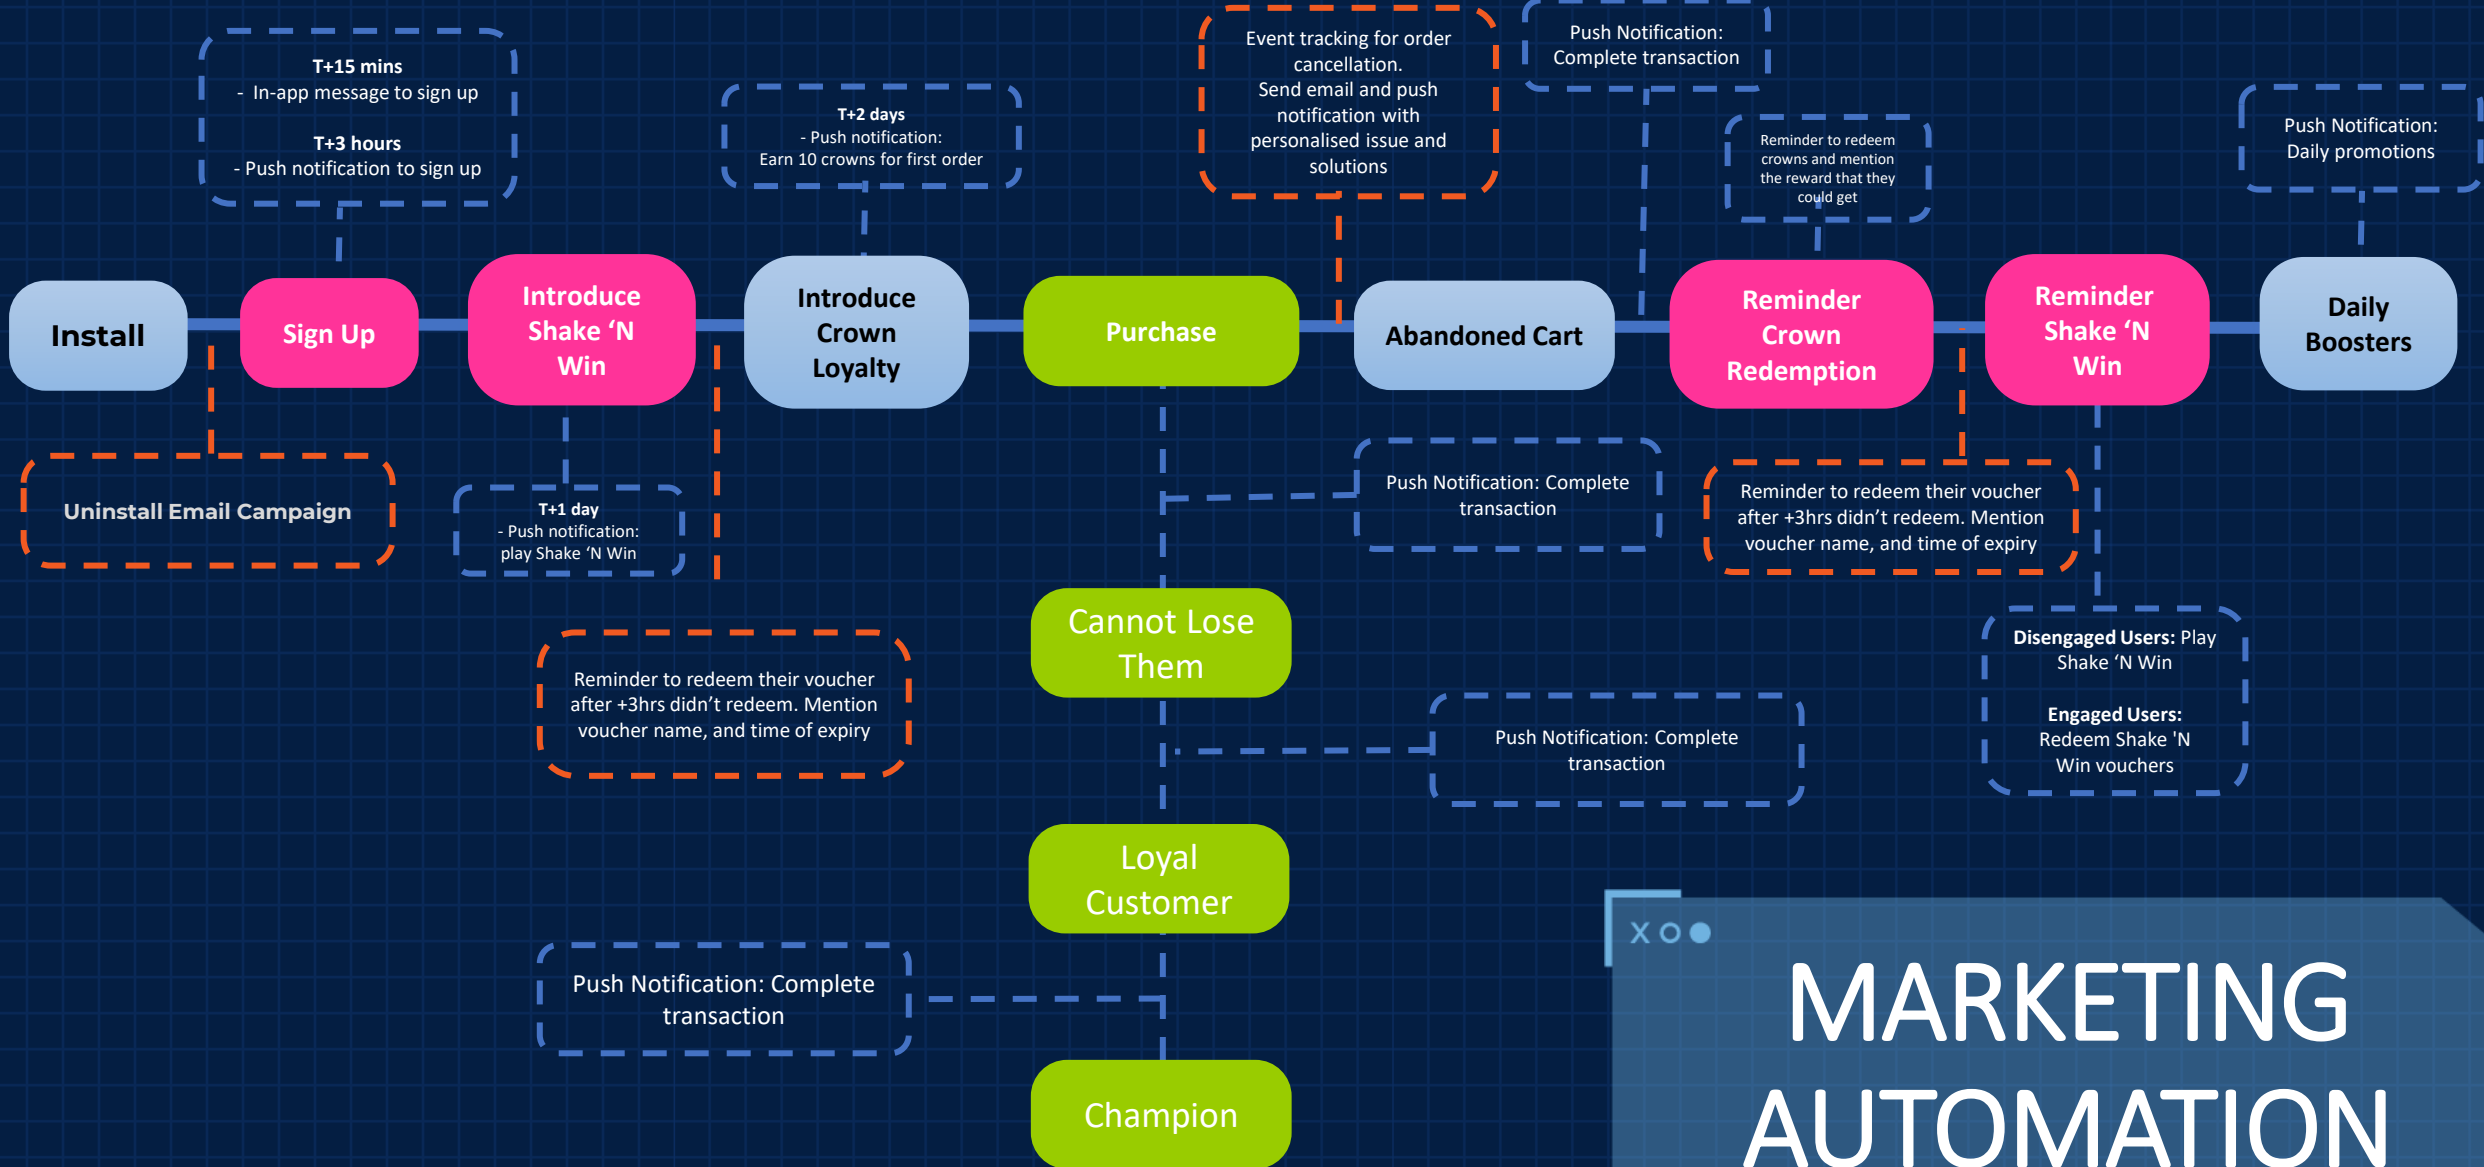 T+15 mins
- In-app message to sign up
T+3 hours
- Push notification to sign up
T+2 days
- Push notification:
Earn 10 crowns for first order
Event tracking for order
cancellation.
Send email and push
notification with
personalised issue and
solutions
Push Notification:
Complete transaction
Reminder to redeem
crowns and mention
the reward that they
could get
Push Notification:
Daily promotions
Install
Sign Up
Introduce
Shake ‘N
Win
Introduce
Crown
Loyalty
Purchase
Abandoned Cart
Reminder
Crown
Redemption
Reminder
Shake ‘N
Win
Daily
Boosters
Uninstall Email Campaign
T+1 day
- Push notification:
play Shake ‘N Win
Push Notification: Complete
transaction
Reminder to redeem their voucher
after +3hrs didn’t redeem. Mention
voucher name, and time of expiry
Cannot Lose
Them
Reminder to redeem their voucher
after +3hrs didn’t redeem. Mention
voucher name, and time of expiry
Push Notification: Complete
transaction
Disengaged Users: Play
Shake ‘N Win
Engaged Users:
Redeem Shake 'N
Win vouchers
Loyal
Customer
Push Notification: Complete
transaction
Champion
MARKETING
AUTOMATION